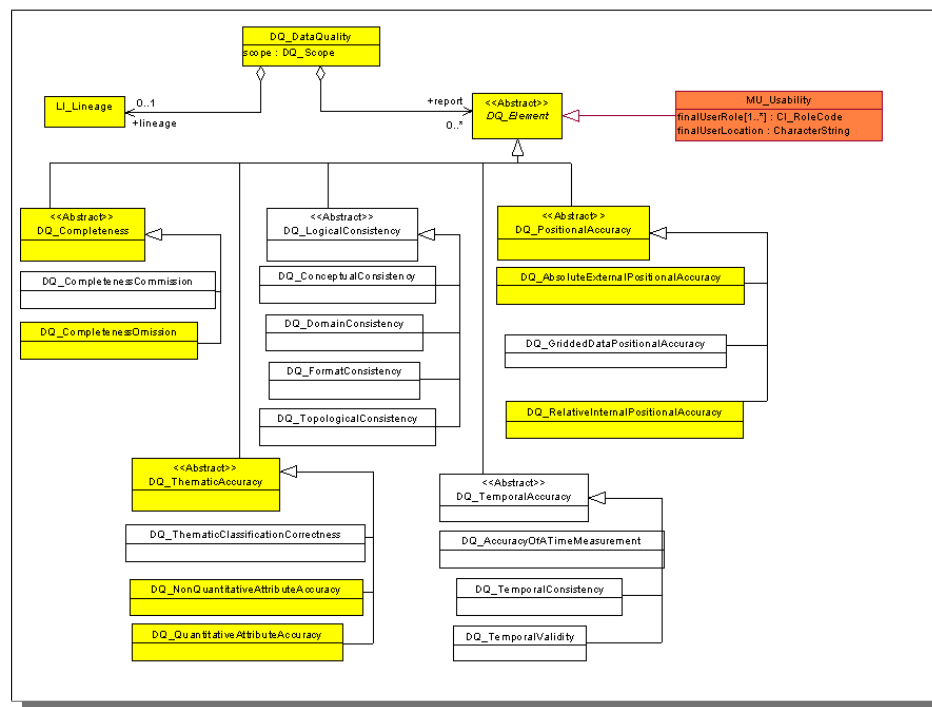 DQ_DataQuality
scope : DQ_Scope
LI_Lineage
0..1
+lineage
+report
0..*
<<Abstract>>
DQ_Element
MU_Usability
finalUserRole[1..*] : CI_RoleCode
finalUserLocation : CharacterString
<<Abstract>>
DQ_Completeness
DQ_CompletenessCommission
DQ_CompletenessOmission
<<Abstract>>
DQ_LogicalConsistency
DQ_ConceptualConsistency
DQ_DomainConsistency
DQ_FormatConsistency
DQ_TopologicalConsistency
<<Abstract>>
DQ_PositionalAccuracy
DQ_AbsoluteExternalPositionalAccuracy
DQ_GriddedDataPositionalAccuracy
DQ_RelativeInternalPositionalAccuracy
<<Abstract>>
DQ_ThematicAccuracy
DQ_ThematicClassificationCorrectness
DQ_NonQuantitativeAttributeAccuracy
DQ_QuantitativeAttributeAccuracy
<<Abstract>>
DQ_TemporalAccuracy
DQ_AccuracyOfATimeMeasurement
DQ_TemporalConsistency
DQ_TemporalValidity